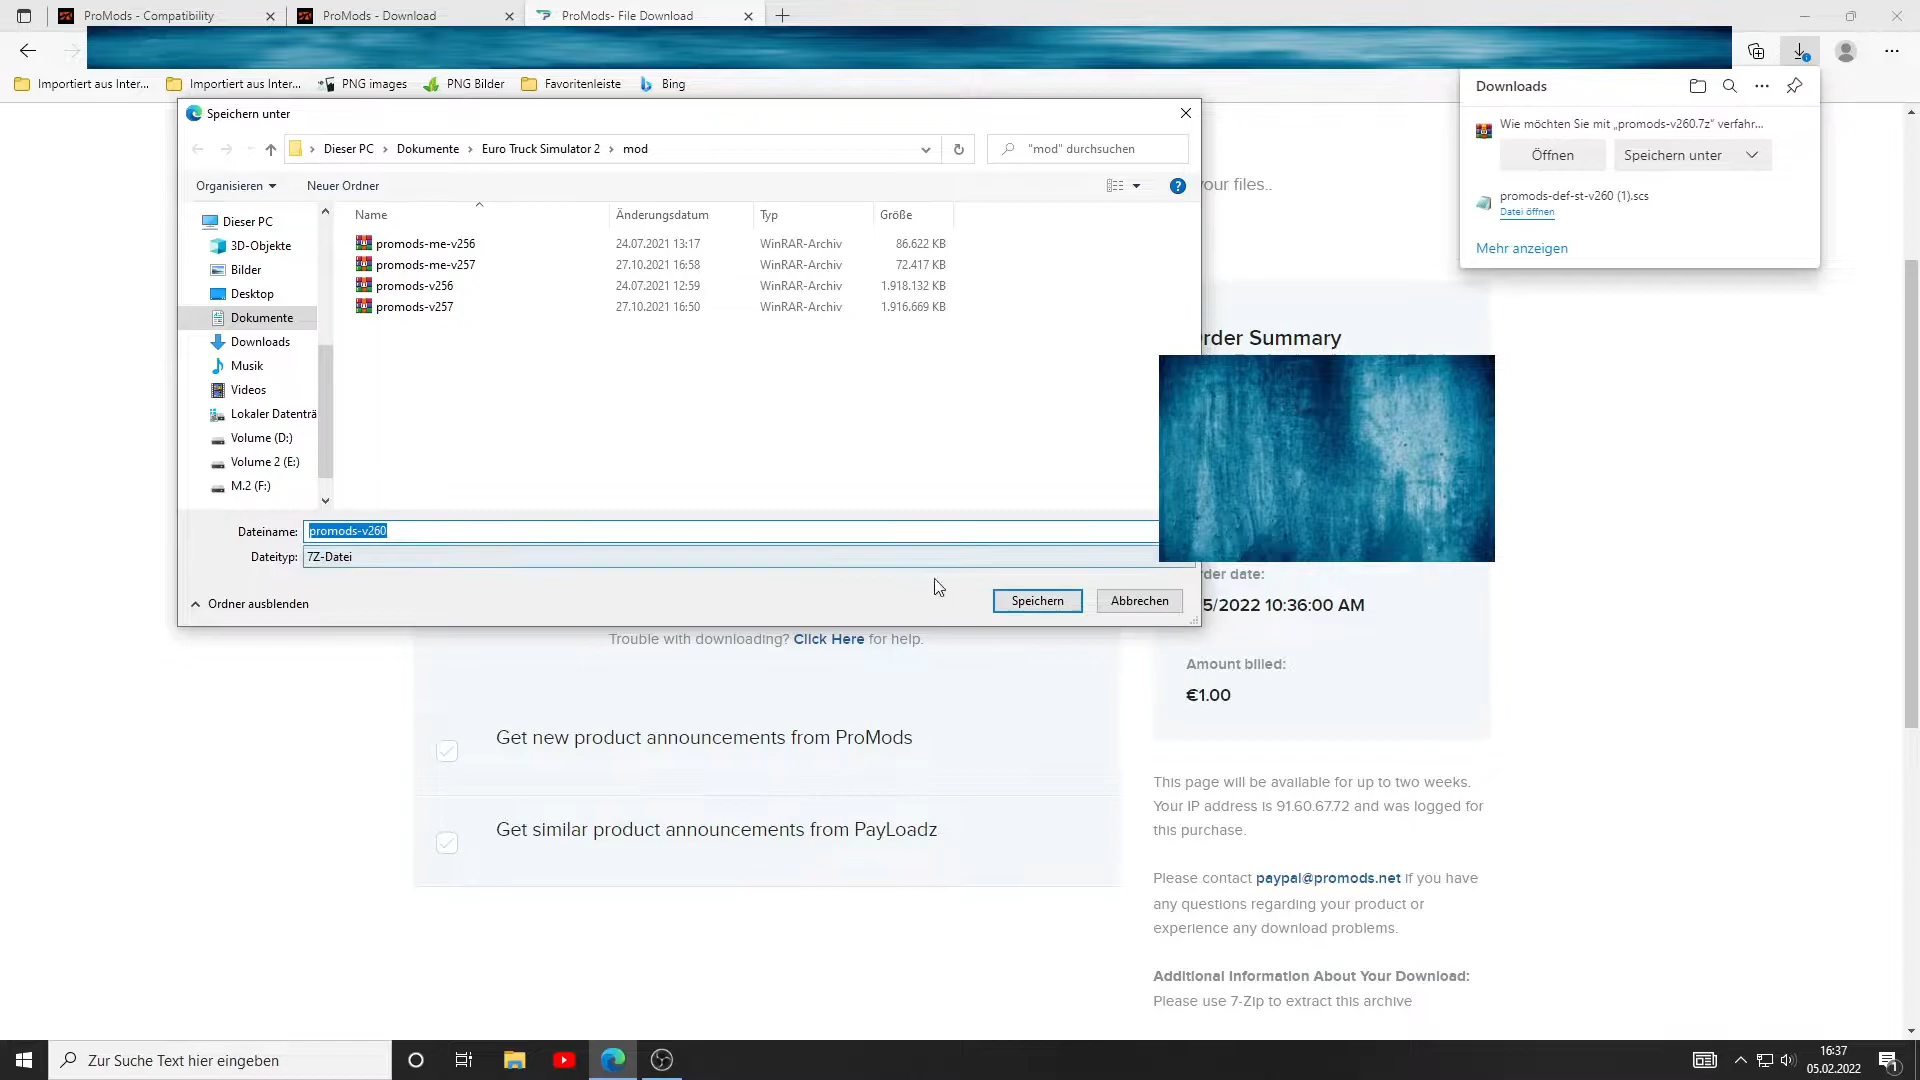 ProMods - Compatibility
ProMods - Download
ProMods- File Download
Importiert aus Inter...
Importiert aus Inter...
PNG images
PNG Bilder
Favoritenleiste
Bing
Downloads
Wie möchten Sie mit „promods-v260.7z" verfahr...
Öffnen
Speichern unter
promods-def-st-v260 (1).scs
Datei öffnen
Mehr anzeigen
Speichern unter
Dieser PC › Dokumente › Euro Truck Simulator 2 › mod
"mod" durchsuchen
Organisieren
Neuer Ordner
Dieser PC
3D-Objekte
Bilder
Desktop
Dokumente
Downloads
Musik
Videos
Lokaler Datenträ
Volume (D:)
Volume 2 (E:)
M.2 (F:)
Name Änderungsdatum Typ Größe
promods-me-v256 24.07.2021 13:17 WinRAR-Archiv 86.622 KB
promods-me-v257 27.10.2021 16:58 WinRAR-Archiv 72.417 KB
promods-v256 24.07.2021 12:59 WinRAR-Archiv 1.918.132 KB
promods-v257 27.10.2021 16:50 WinRAR-Archiv 1.916.669 KB
Dateiname: promods-v260
Dateityp: 7Z-Datei
Ordner ausblenden
Speichern
Abbrechen
your files..
rder Summary
rder date:
5/2022 10:36:00 AM
Amount billed:
€1.00
Trouble with downloading? Click Here for help.
Get new product announcements from ProMods
Get similar product announcements from PayLoadz
This page will be available for up to two weeks.
Your IP address is 91.60.67.72 and was logged for
this purchase.
Please contact paypal@promods.net if you have
any questions regarding your product or
experience any download problems.
Additional Information About Your Download:
Please use 7-Zip to extract this archive
Zur Suche Text hier eingeben
16:37
05.02.2022
1